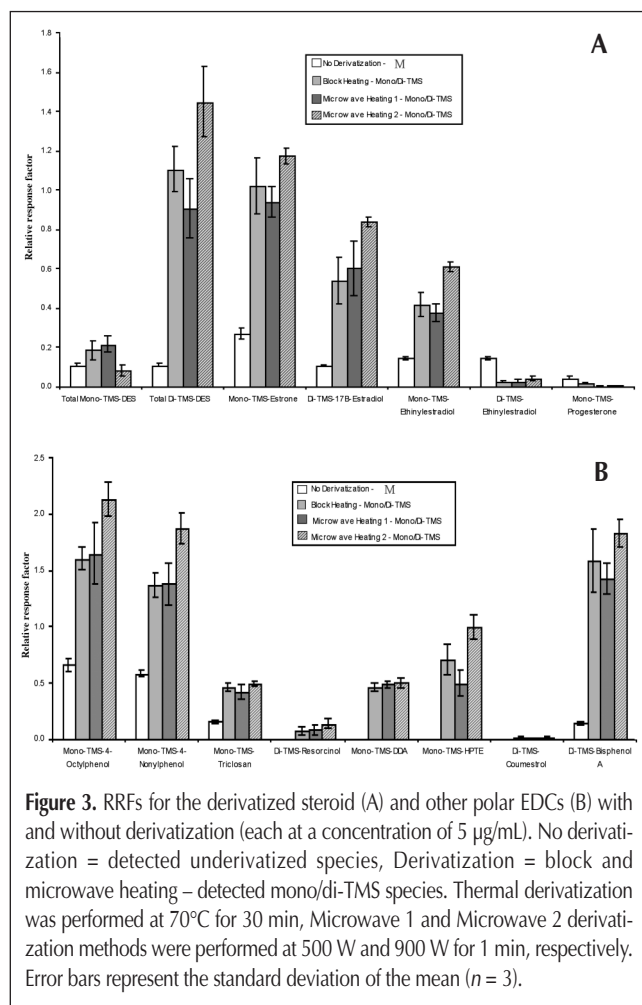 A
1.8
1.6
1.4
1.2
1.0
0.8
0.6
0.4
0.2
0.0
Relative response factor
No Derivatization - M
Block Heating - Mono/Di-TMS
Microwave Heating 1 - Mono/Di-TMS
Microwave Heating 2 - Mono/Di-TMS
Total Mono-TMS-DES
Total Di-TMS-DES
Mono-TMS-Estrone
Di-TMS-17B-Estradiol
Mono-TMS-
Ethinylestradiol
Di-TMS-
Ethinylestradiol
Mono-TMS-
Progesterone
B
2.5
2.0
1.5
1.0
0.5
0.0
Relative response factor
No Derivatization - M
Block Heating - Mono/Di-TMS
Microwave Heating 1 - Mono/Di-TMS
Microwave Heating 2 - Mono/Di-TMS
Mono-TMS-4-
Octylphenol
Mono-TMS-4-
Nonylphenol
Mono-TMS-
Triclosan
Di-TMS-Resorcinol
Mono-TMS-DDA
Mono-TMS-HPTE
Di-TMS-
Coumestrol
Di-TMS-Bisphenol
A
Figure 3. RRFs for the derivatized steroid (A) and other polar EDCs (B) with
and without derivatization (each at a concentration of 5 µg/mL). No derivati-
zation = detected underivatized species, Derivatization = block and
microwave heating – detected mono/di-TMS species. Thermal derivatiza-
tion was performed at 70°C for 30 min, Microwave 1 and Microwave 2 derivati-
zation methods were performed at 500 W and 900 W for 1 min, respectively.
Error bars represent the standard deviation of the mean (n = 3).